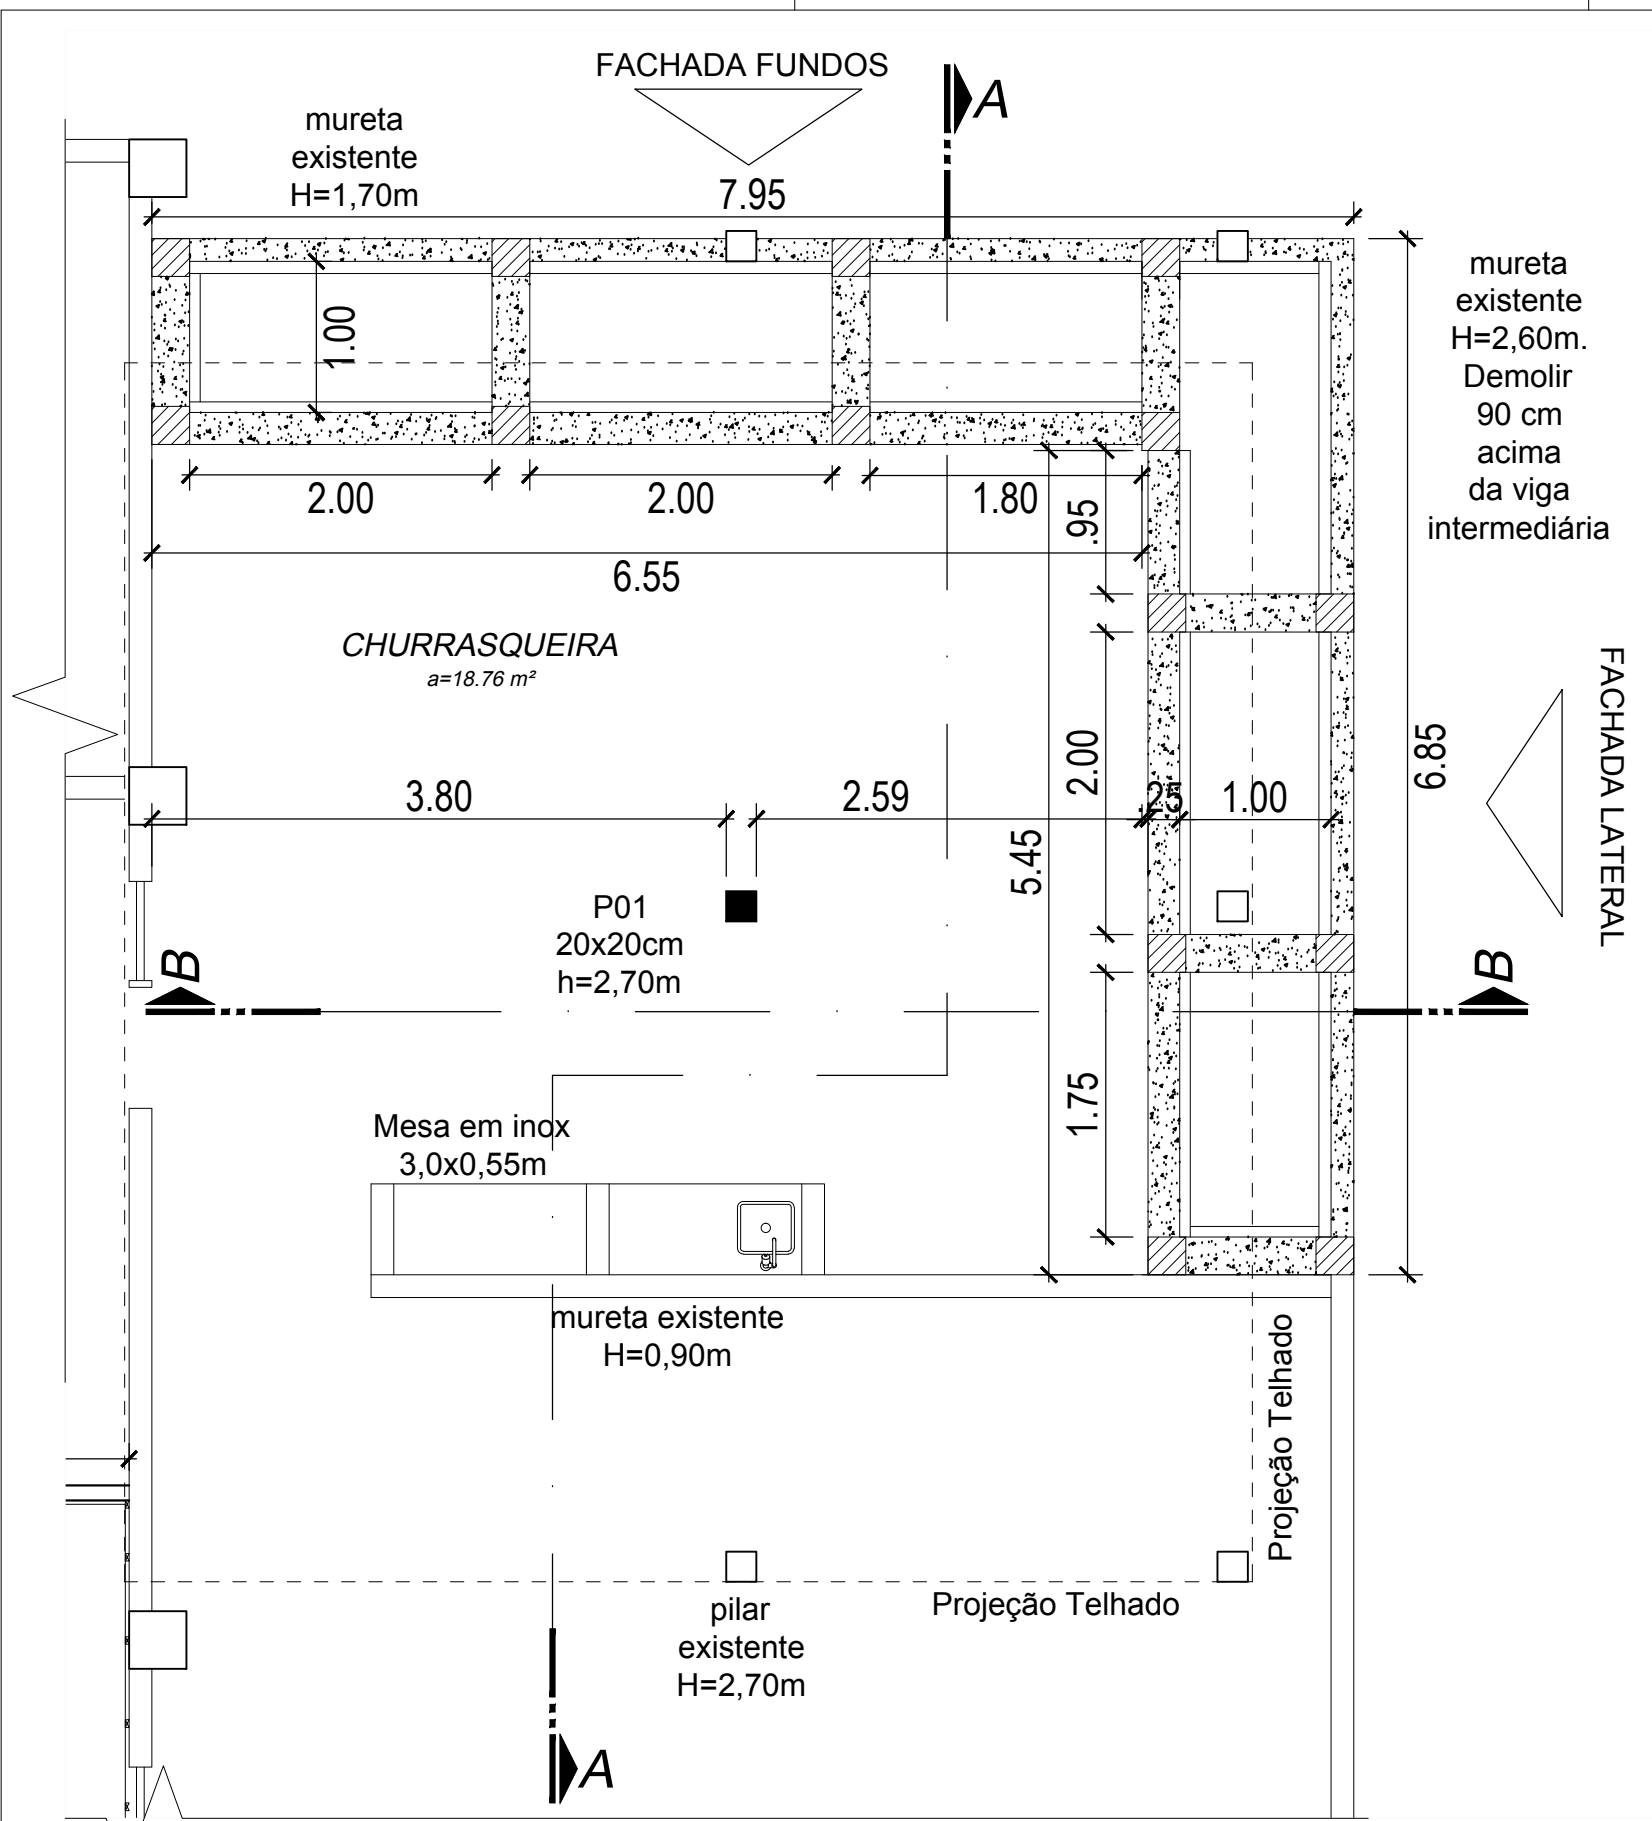 FACHADA FUNDOS
A
mureta
existente
H=1,70m
7.95
mureta
existente
H=2,60m.
Demolir
90 cm
acima
da viga
intermediária
1.00
2.00
2.00
1.80
.95
6.55
CHURRASQUEIRA
a=18.76 m²
FACHADA LATERAL
6.85
2.00
3.80
2.59
.25
1.00
5.45
P01
20x20cm
h=2,70m
B
B
1.75
Mesa em inox
3,0x0,55m
mureta existente
H=0,90m
Projeção Telhado
Projeção Telhado
pilar
existente
H=2,70m
A